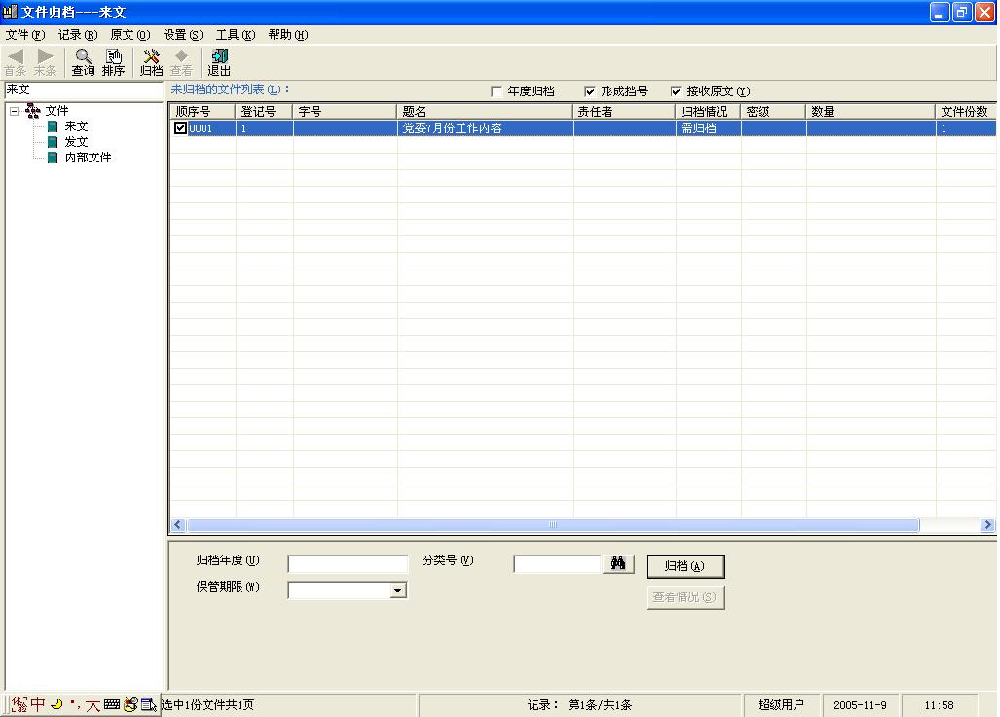 文件归档---来文
文件(F) 记录(R) 原文(O) 设置(S) 工具(K) 帮助(H)
首条 末条 查询 排序 归档 查看 退出
来文
未归档的文件列表(L)： 年度归档 形成挡号 接收原文(Y)
文件
来文
发文
内部文件
顺序号 登记号 字号 题名 责任者 归档情况 密级 数量 文件份数
0001 1 党委7月份工作内容 需归档 1
归档年度(U) 分类号(V) 归档(A)
保管期限(W) 查看情况(S)
中 大 选中1份文件共1页 记录： 第1条/共1条 超级用户 2005-11-9 11:58